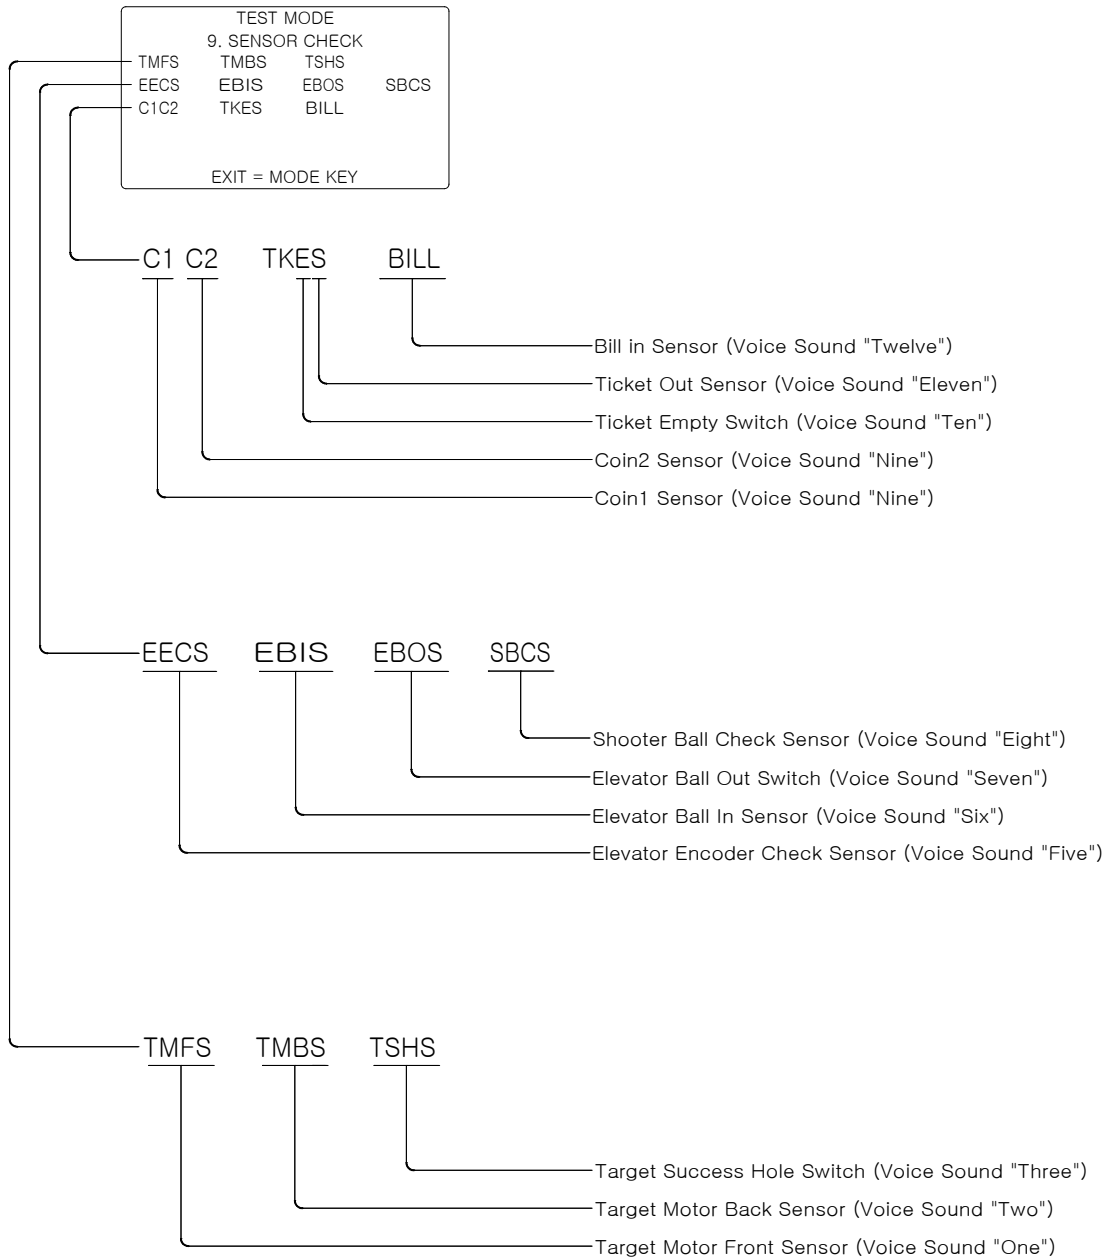 TEST MODE
9. SENSOR CHECK
TMFS TMBS TSHS
EECS EBIS EBOS SBCS
C1C2 TKES BILL
EXIT = MODE KEY
C1 C2 TKES BILL
Bill in Sensor (Voice Sound "Twelve")
Ticket Out Sensor (Voice Sound "Eleven")
Ticket Empty Switch (Voice Sound "Ten")
Coin2 Sensor (Voice Sound "Nine")
Coin1 Sensor (Voice Sound "Nine")
EECS EBIS EBOS SBCS
Shooter Ball Check Sensor (Voice Sound "Eight")
Elevator Ball Out Switch (Voice Sound "Seven")
Elevator Ball In Sensor (Voice Sound "Six")
Elevator Encoder Check Sensor (Voice Sound "Five")
TMFS TMBS TSHS
Target Success Hole Switch (Voice Sound "Three")
Target Motor Back Sensor (Voice Sound "Two")
Target Motor Front Sensor (Voice Sound "One")